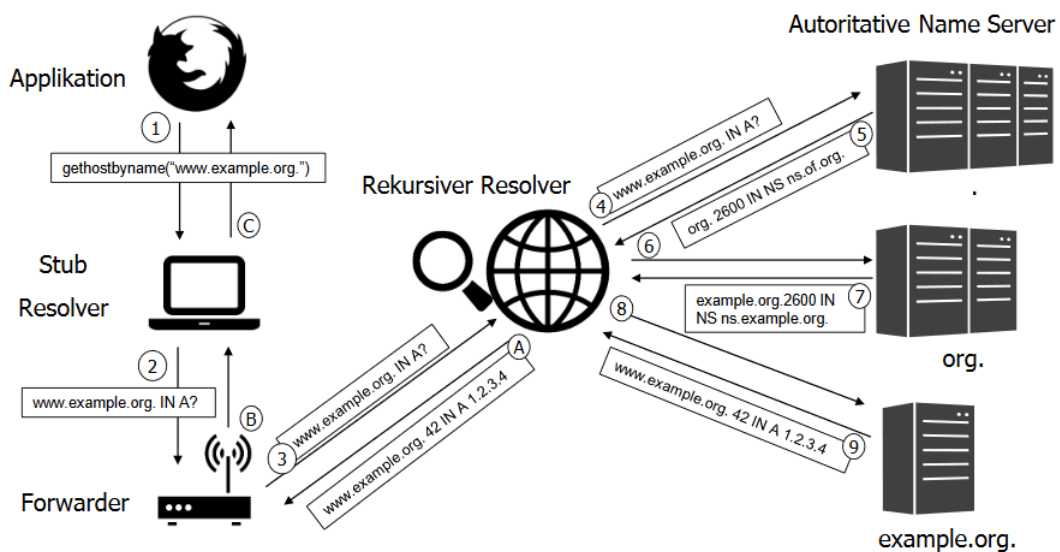 Autoritative Name Server
Applikation
1
gethostbyname("www.example.org.")
C
Rekursiver Resolver
4
www.example.org. IN A?
5
org. 2600 IN NS ns.of.org.
.
6
Stub
Resolver
7
example.org.2600 IN
NS ns.example.org.
org.
8
2
www.example.org. IN A?
B
3
www.example.org. IN A?
A
www.example.org. 42 IN A 1.2.3.4
www.example.org. 42 IN A 1.2.3.4
9
Forwarder
example.org.